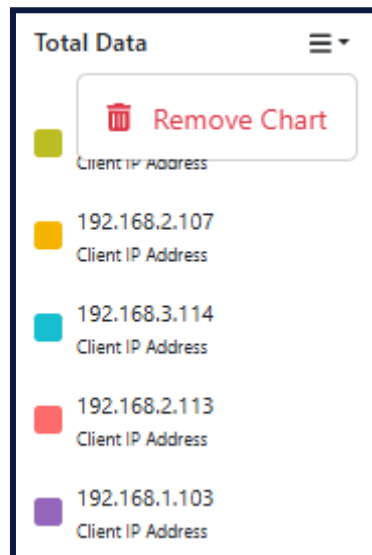 Total Data
Remove Chart
Client IP Address
192.168.2.107
Client IP Address
192.168.3.114
Client IP Address
192.168.2.113
Client IP Address
192.168.1.103
Client IP Address